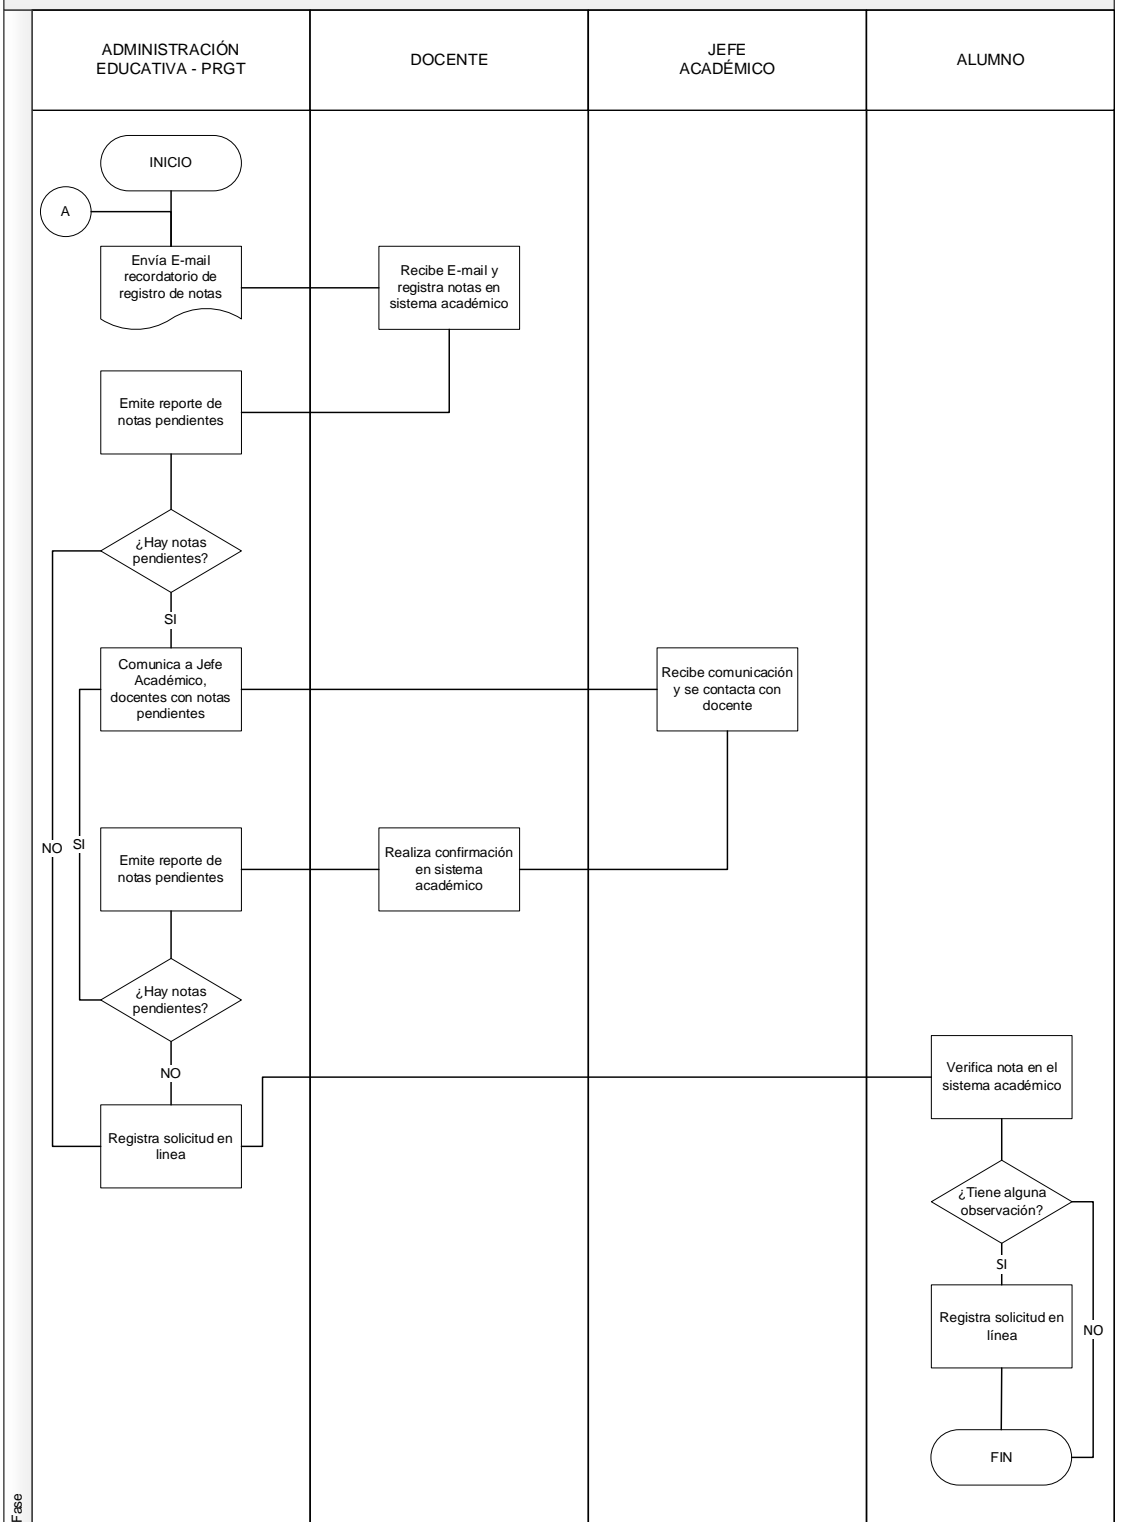 ADMINISTRACIÓN
EDUCATIVA - PRGT
DOCENTE
JEFE
ACADÉMICO
ALUMNO
INICIO
A
Envía E-mail
recordatorio de
registro de notas
Recibe E-mail y
registra notas en
sistema académico
Emite reporte de
notas pendientes
¿Hay notas
pendientes?
SI
Comunica a Jefe
Académico,
docentes con notas
pendientes
Recibe comunicación
y se contacta con
docente
NO
SI
Emite reporte de
notas pendientes
Realiza confirmación
en sistema
académico
¿Hay notas
pendientes?
NO
Verifica nota en el
sistema académico
Registra solicitud en
linea
¿Tiene alguna
observación?
SI
Registra solicitud en
línea
NO
FIN
Fase